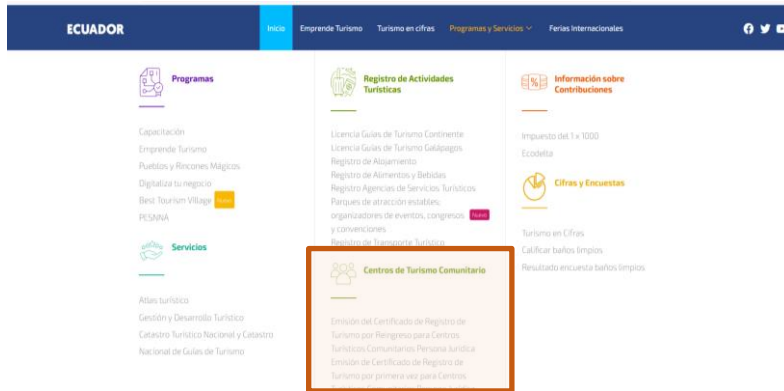 ECUADOR
Inicio
Emprende Turismo
Turismo en cifras
Programas y Servicios
Ferias Internacionales
Programas
Capacitación
Emprende Turismo
Pueblos y Rincones Mágicos
Digitaliza tu negocio
Best Tourism Village Nuevo
PCSNNA
Servicios
Atlas turístico
Gestión y Desarrollo Turístico
Catastro Turístico Nacional y Catastro
Nacional de Guías de Turismo
Registro de Actividades
Turísticas
Licencia Guías de Turismo Continente
Licencia Guías de Turismo Galápagos
Registro de Alojamiento
Registro de Alimentos y Bebidas
Registro Agencias de Servicios Turísticos
Parques de atracción estables;
organizadores de eventos, congresos Nuevo
y convenciones
Registro de Transporte Turístico
Centros de Turismo Comunitario
Emisión del Certificado de Registro de
Turismo por Reingreso para Centros
Turísticos Comunitarios Persona Jurídica
Emisión de Certificado de Registro de
Turismo por primera vez para Centros
Información sobre
Contribuciones
Impuesto del 1 x 1000
Ecodelta
Cifras y Encuestas
Turismo en Cifras
Calificar baños limpios
Resultado encuesta baños limpios